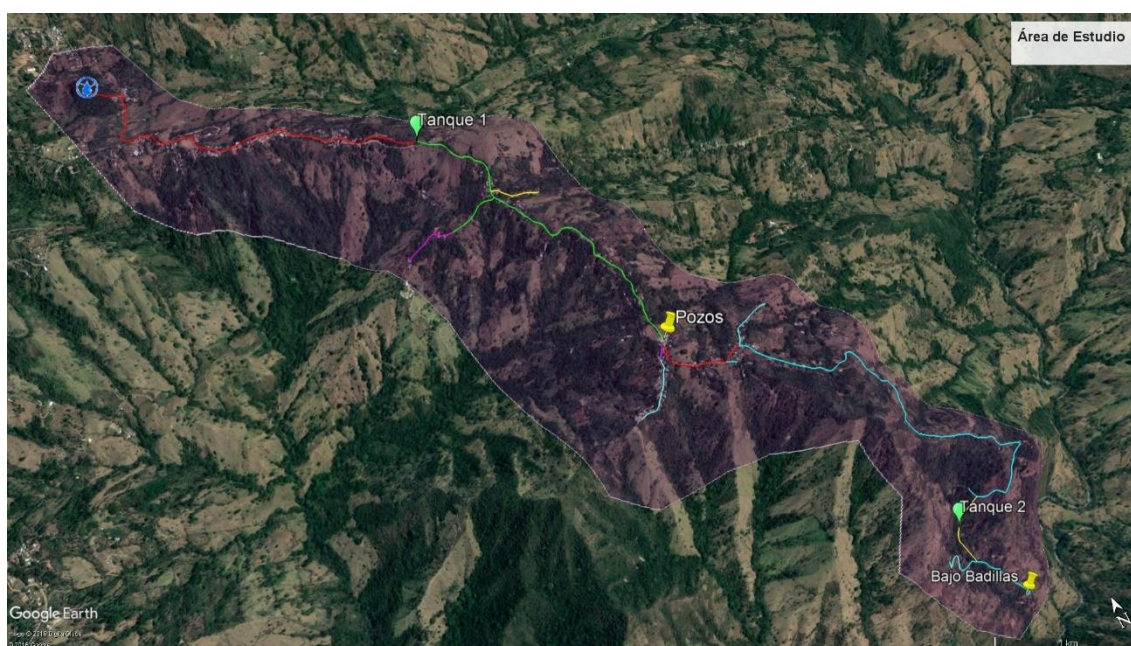 Área de Estudio
Tanque 1
Pozos
Tanque 2
Bajo Badillas
Google Earth
N
1 km